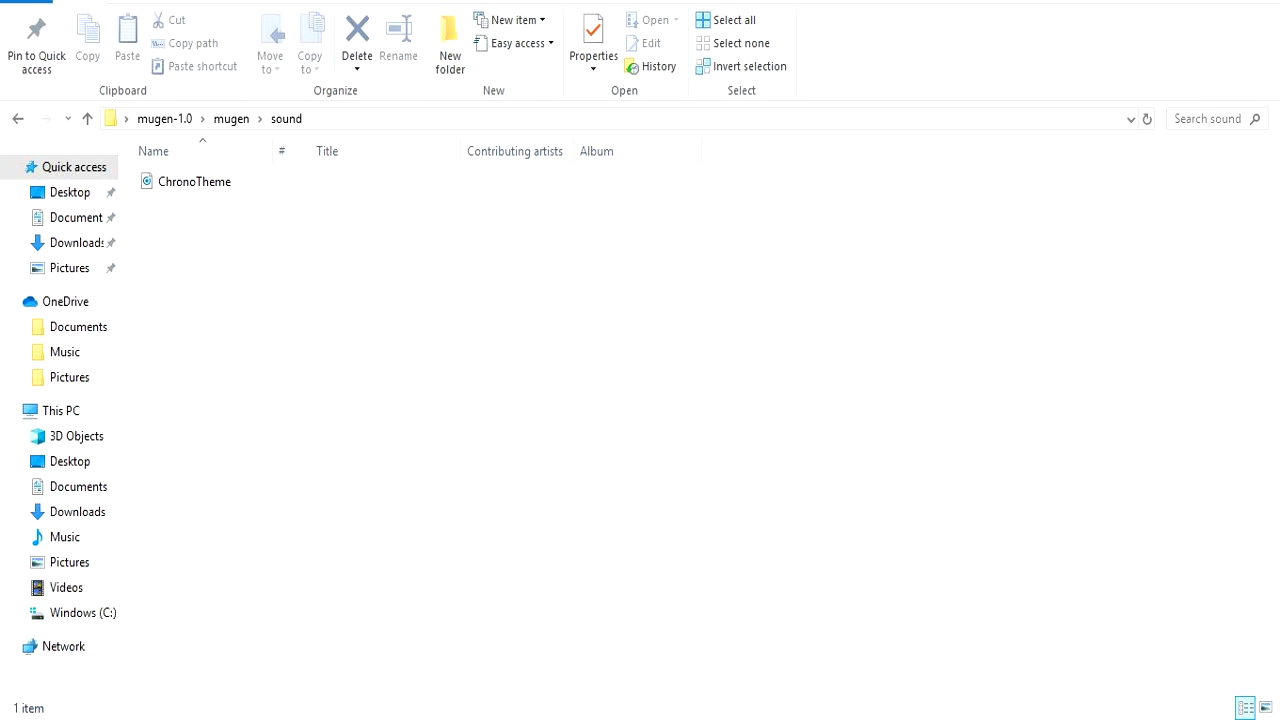 Pin to Quick access
Copy
Paste
Cut
Copy path
Paste shortcut
Clipboard
Move to
Copy to
Delete
Rename
Organize
New folder
New item
Easy access
New
Properties
Open
Edit
History
Open
Select all
Select none
Invert selection
Select
mugen-1.0 › mugen › sound
Search sound
Name # Title Contributing artists Album
ChronoTheme
Quick access
Desktop
Document
Downloads
Pictures
OneDrive
Documents
Music
Pictures
This PC
3D Objects
Desktop
Documents
Downloads
Music
Pictures
Videos
Windows (C:)
Network
1 item